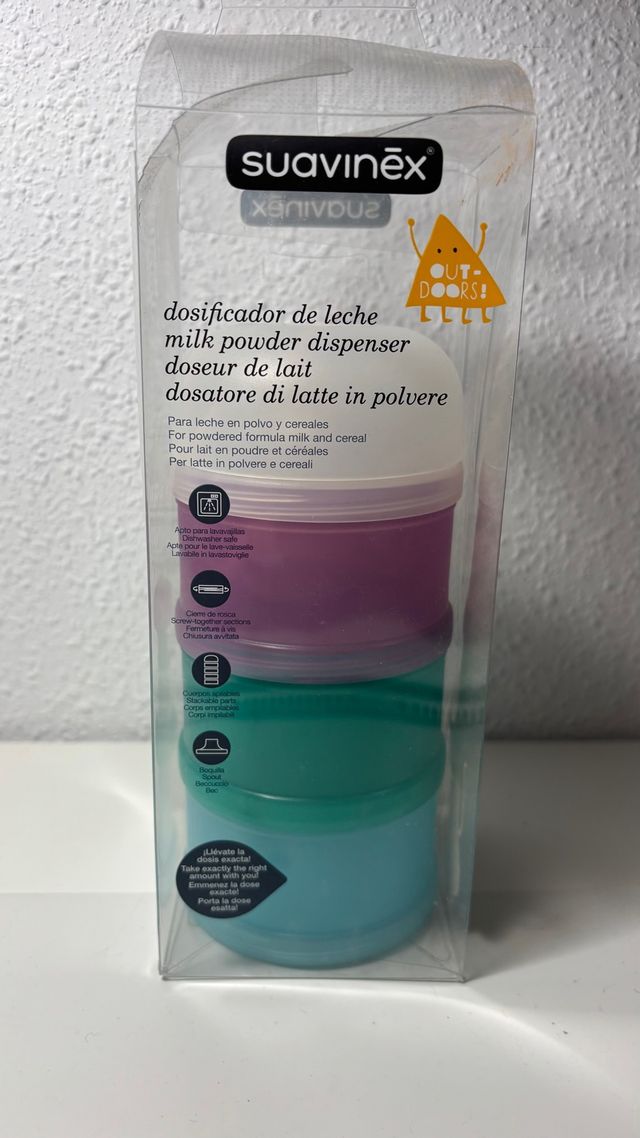 suavinēx®
OUT-
DOORS!
dosificador de leche
milk powder dispenser
doseur de lait
dosatore di latte in polvere
Para leche en polvo y cereales
For powdered formula milk and cereal
Pour lait en poudre et céréales
Per latte in polvere e cereali
Apto para lavavajillas
Dishwasher safe
Apte pour le lave-vaisselle
Lavabile in lavastoviglie
Cierre de rosca
Screw-together sections
Fermeture à vis
Chiusura avvitata
Cuerpos apilables
Stackable parts
Corps empilables
Corpi impilabili
Boquilla
Spout
Beccuccio
Bec
¡Llévate la
dosis exacta!
Take exactly the right
amount with you!
Emmenez la dose
exacte!
Porta la dose
esatta!